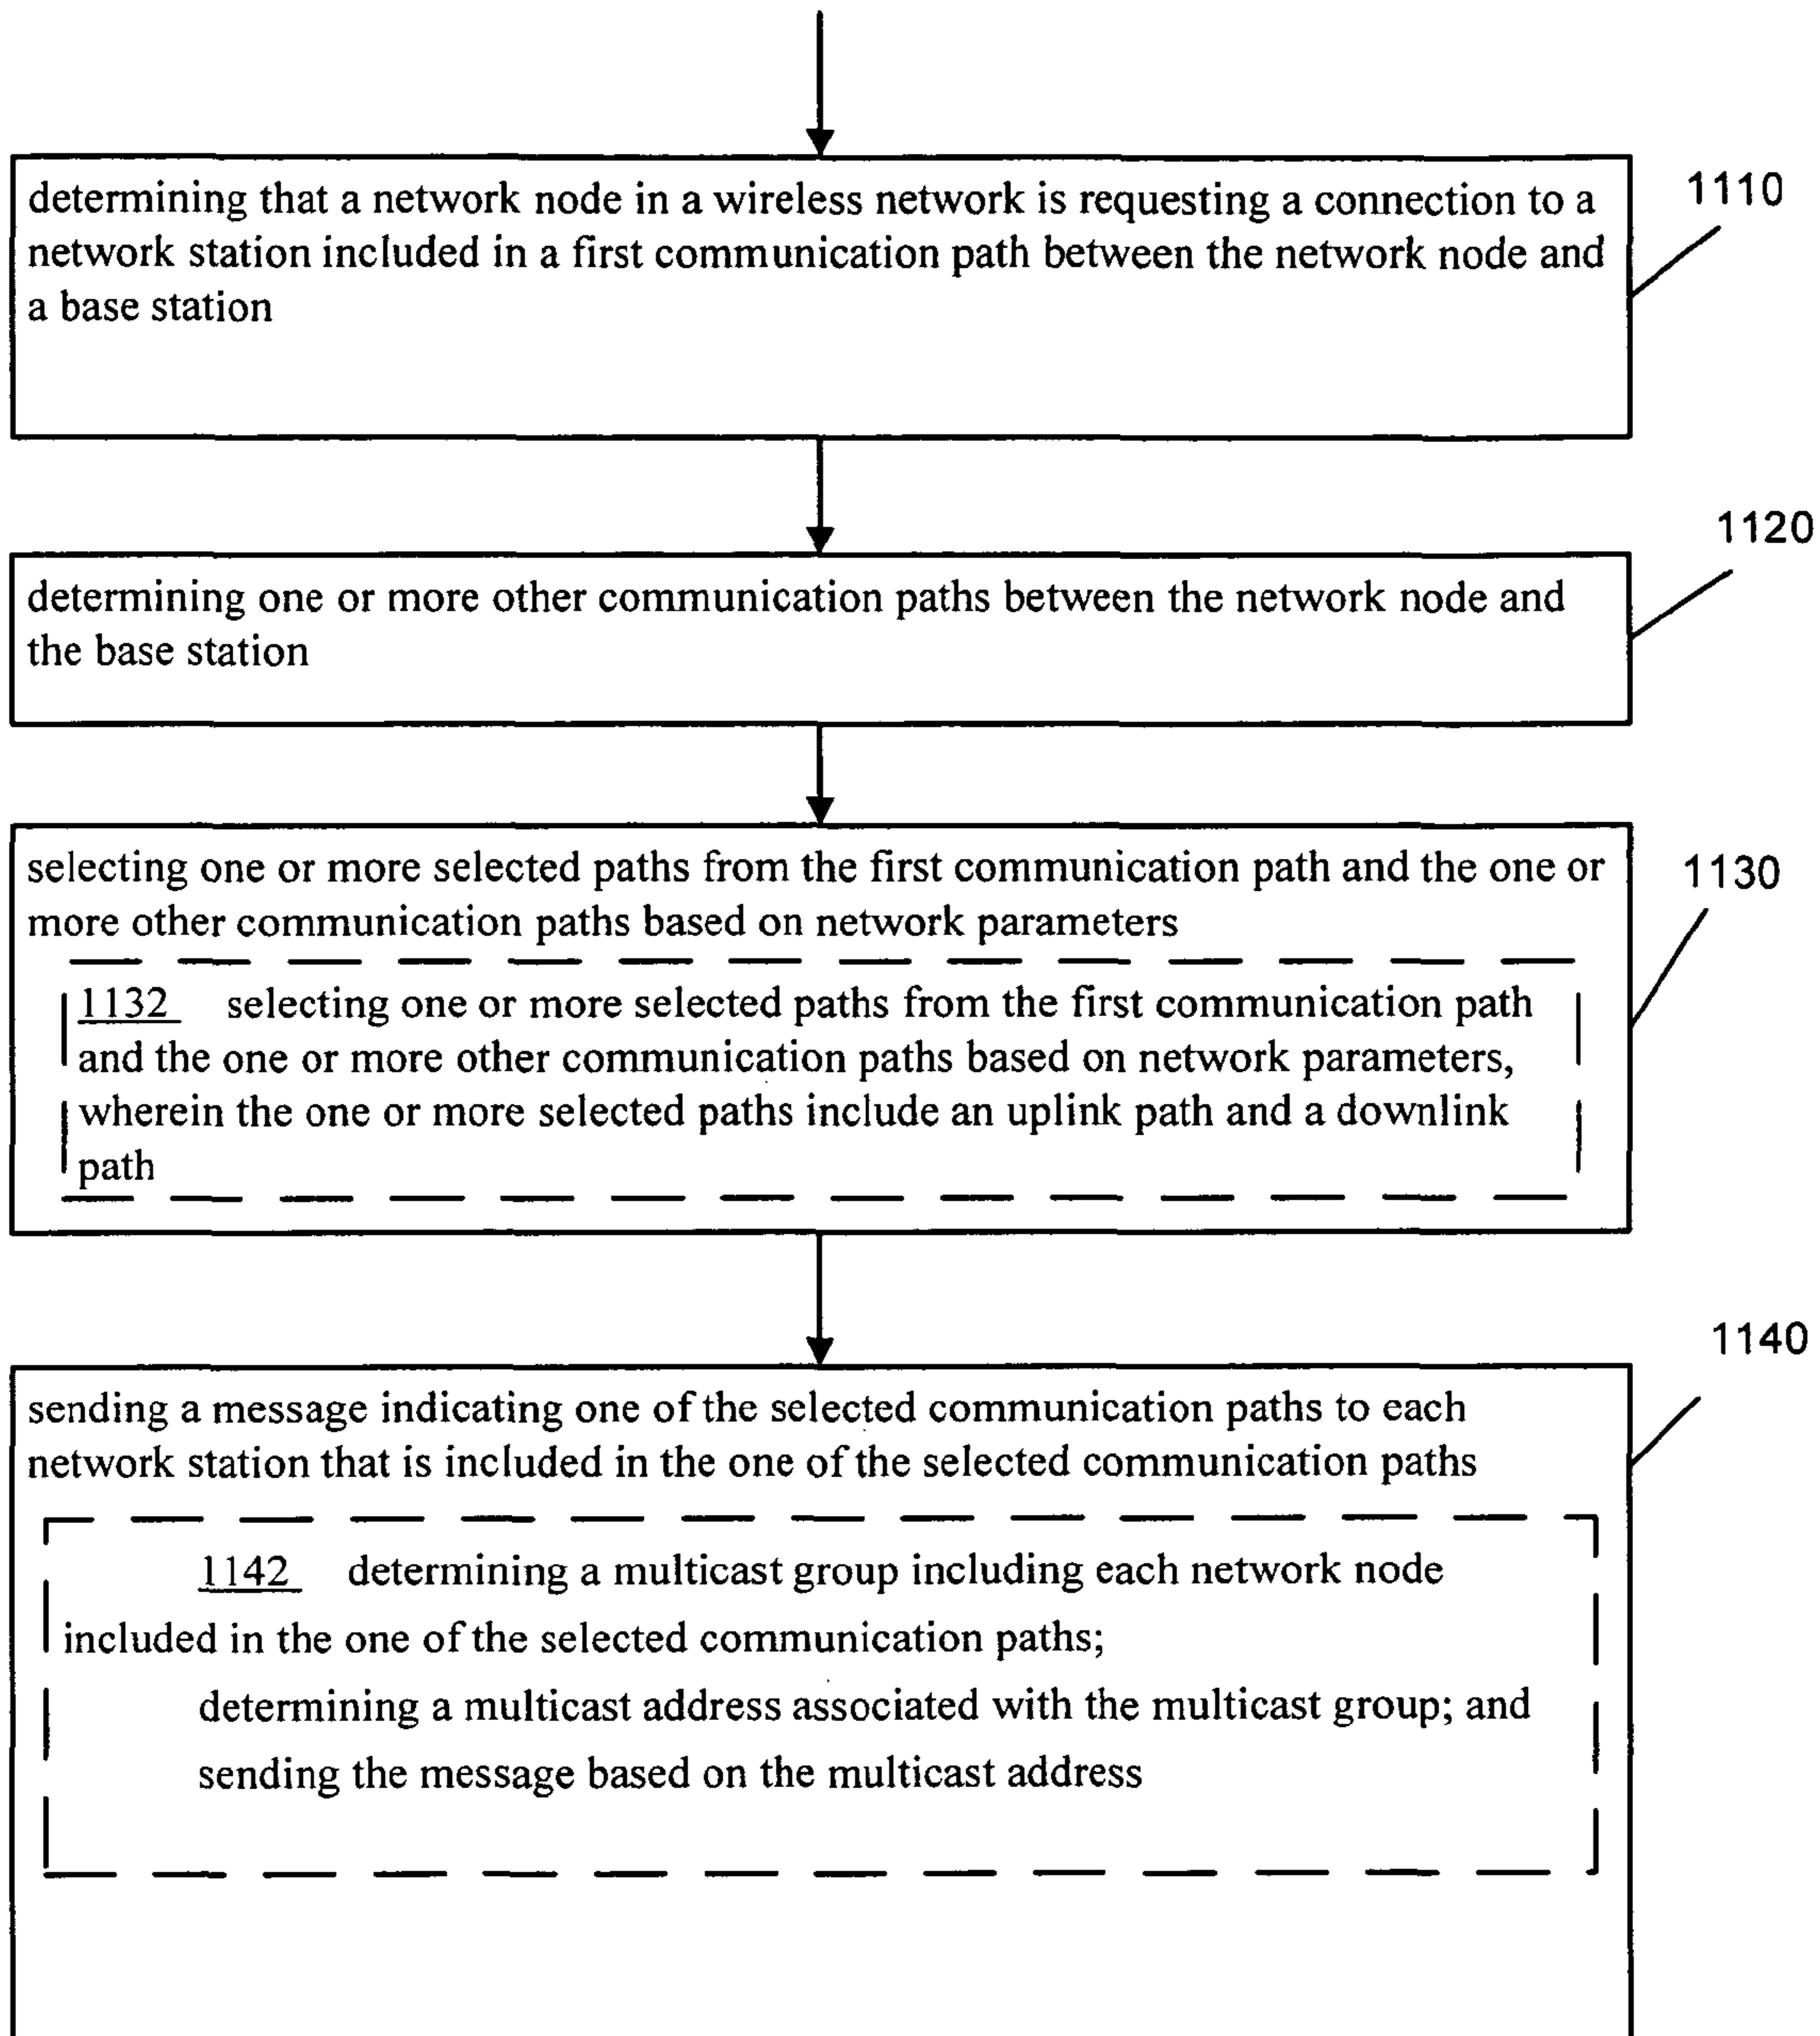 determining that a network node in a wireless network is requesting a connection to a
network station included in a first communication path between the network node and
a base station
1110
determining one or more other communication paths between the network node and
the base station
1120
selecting one or more selected paths from the first communication path and the one or
more other communication paths based on network parameters
1130
1132 selecting one or more selected paths from the first communication path
and the one or more other communication paths based on network parameters,
wherein the one or more selected paths include an uplink path and a downlink
path
sending a message indicating one of the selected communication paths to each
network station that is included in the one of the selected communication paths
1140
1142 determining a multicast group including each network node
included in the one of the selected communication paths;
determining a multicast address associated with the multicast group; and
sending the message based on the multicast address